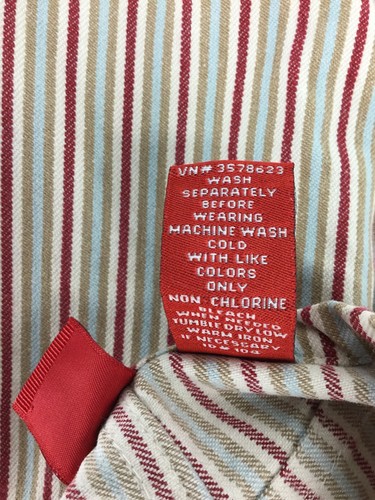 VN# 3578623
WASH
SEPARATELY
BEFORE
WEARING
MACHINE WASH
COLD
WITH LIKE
COLORS
ONLY
NON-CHLORINE
BLEACH
WHEN NEEDED
TUMBLE DRY LOW
WARM IRON
IF NECESSARY